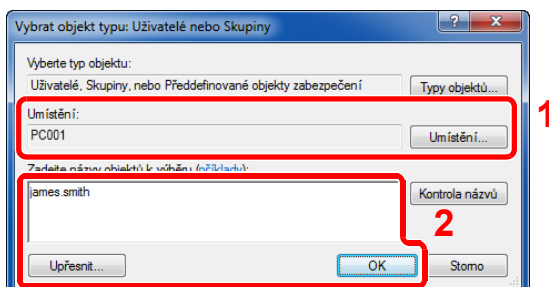 Vybrat objekt typu: Uživatelé nebo Skupiny
Vyberte typ objektu:
Uživatelé, Skupiny, nebo Předdefinované objekty zabezpečení
Typy objektů...
Umístění:
PC001
Umístění...
1
Zadejte názvy objektů k výběru (příklady):
james.smith
Kontrola názvů
2
Upřesnit...
OK
Storno